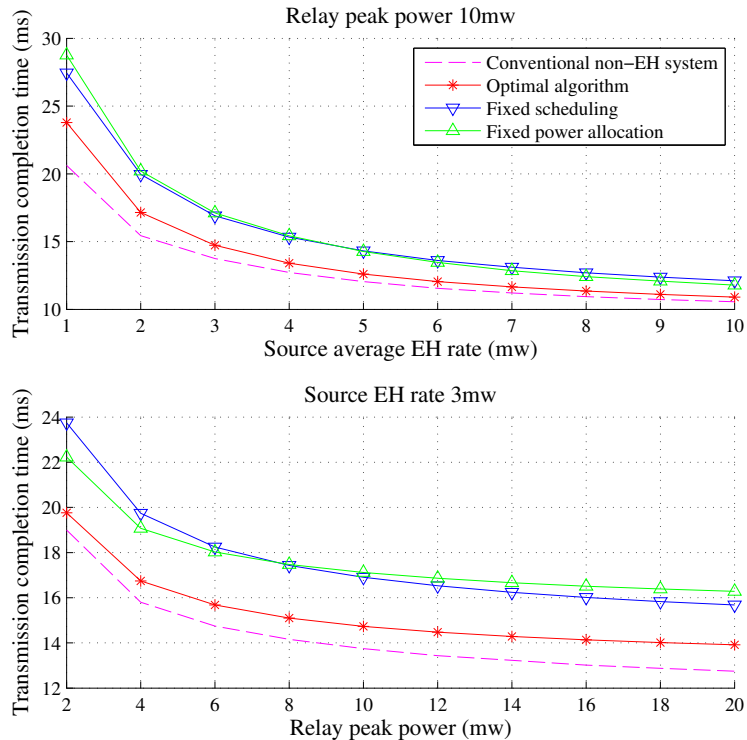 Relay peak power 10mw
Transmission completion time (ms)
30
25
20
15
10
Conventional non−EH system
Optimal algorithm
Fixed scheduling
Fixed power allocation
1 2 3 4 5 6 7 8 9 10
Source average EH rate (mw)
Source EH rate 3mw
Transmission completion time (ms)
24
22
20
18
16
14
12
2 4 6 8 10 12 14 16 18 20
Relay peak power (mw)